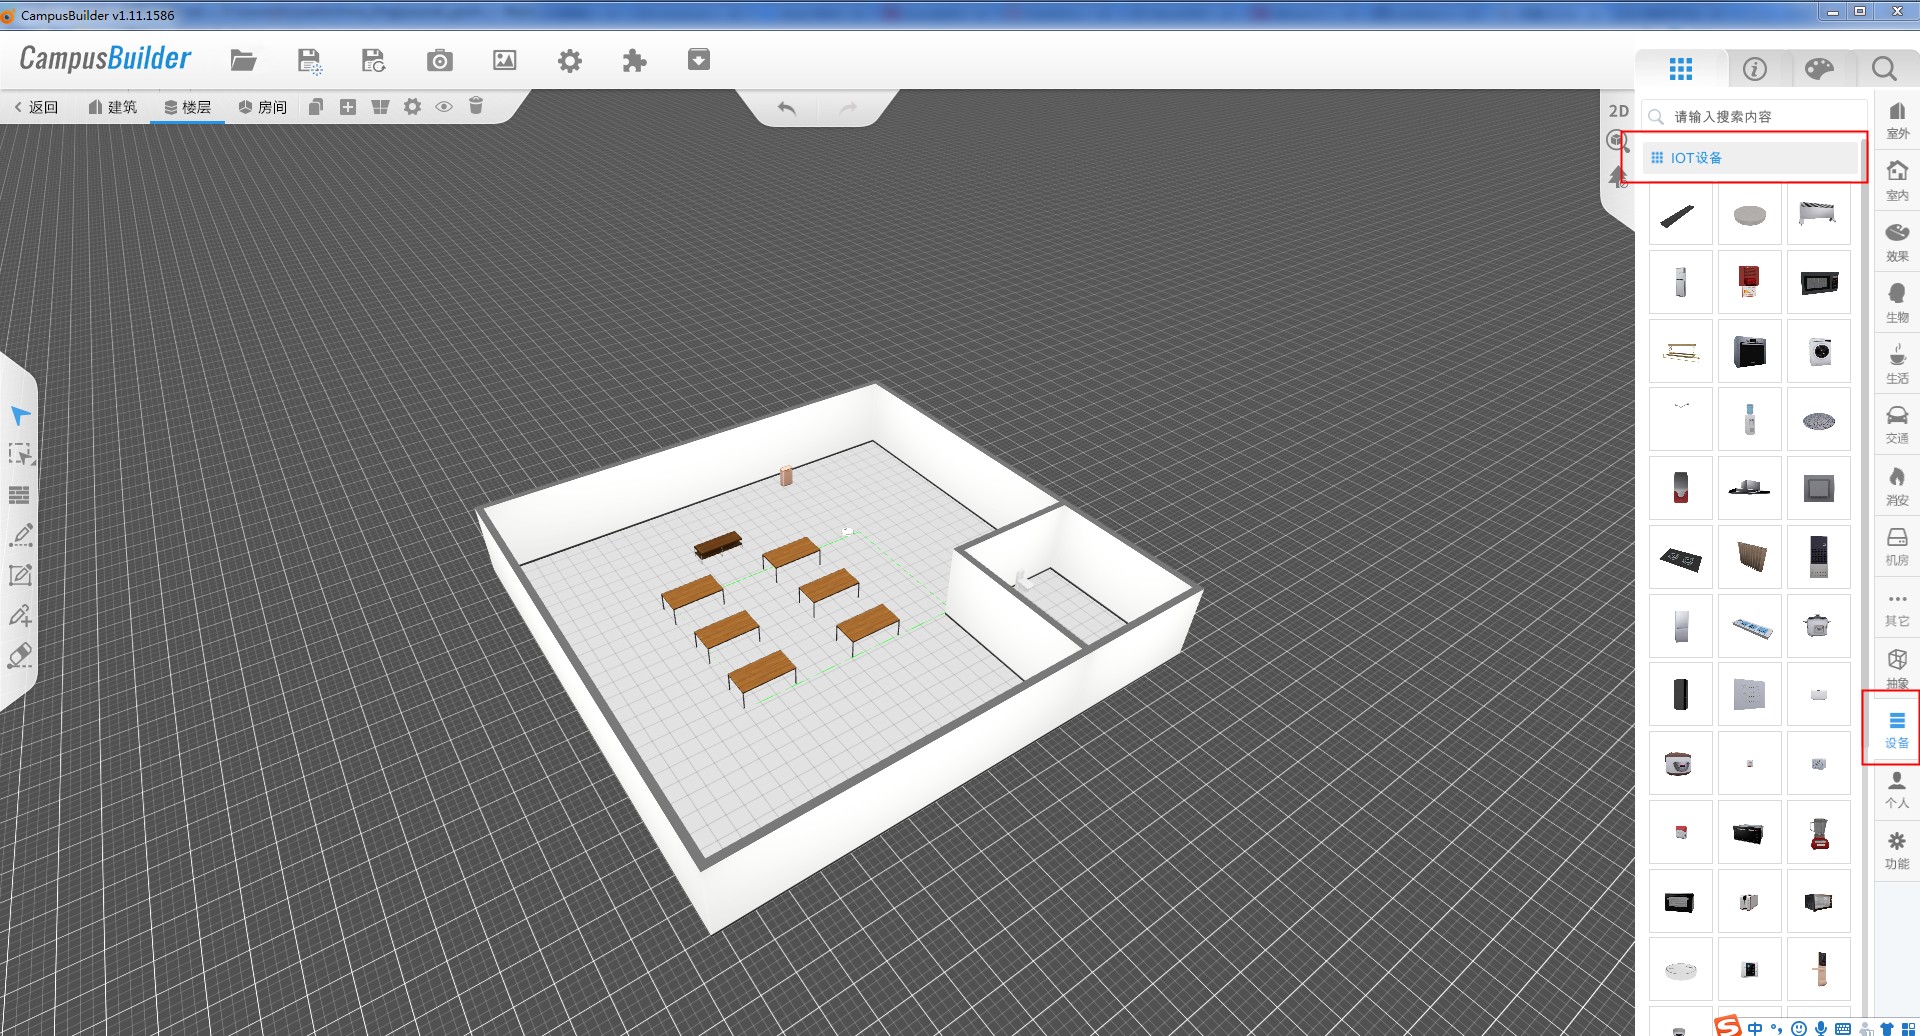 CampusBuilder v1.11.1586
CampusBuilder
返回
建筑
楼层
房间
2D
请输入搜索内容
IOT设备
室外
室内
效果
生物
生活
交通
消安
机房
其它
抽象
设备
个人
功能
中